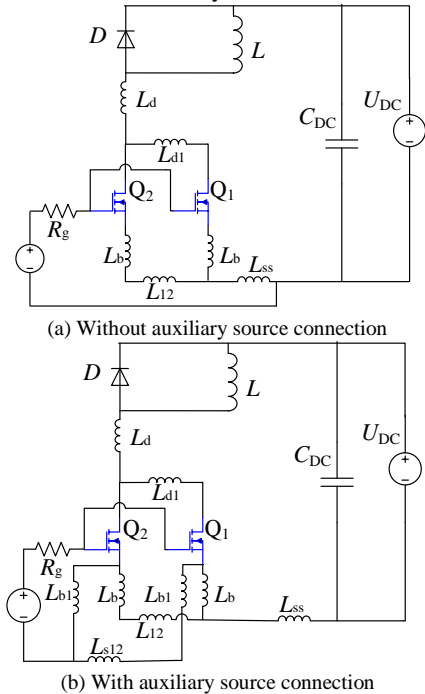 D
L
Ld
CDC
UDC
+
−
Ld1
Q2
Q1
Rg
+
−
Lb
Lb
L12
Lss
(a) Without auxiliary source connection
D
L
Ld
CDC
UDC
+
−
Ld1
Q2
Q1
Rg
Lb1
Lb
Lb1
Lb
+
−
L12
Lss
Ls12
(b) With auxiliary source connection